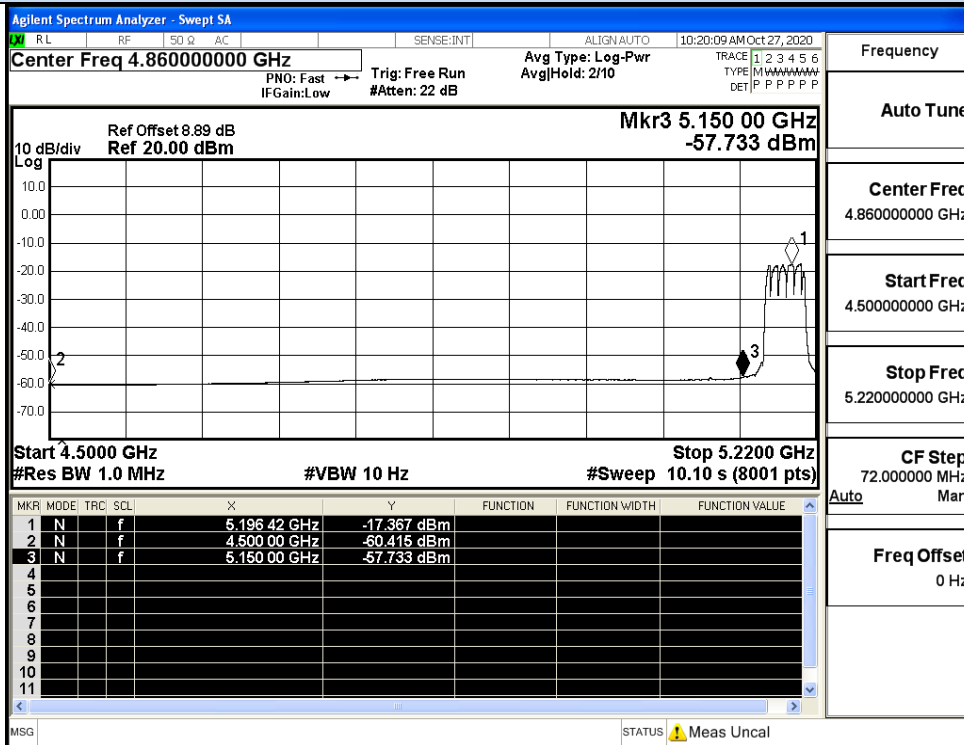 Agilent Spectrum Analyzer - Swept SA
LXI RL RF 50 Ω AC SENSE:INT ALIGN AUTO 10:20:09 AM Oct 27, 2020
Center Freq 4.860000000 GHz
PNO: Fast
IFGain:Low
Trig: Free Run
#Atten: 22 dB
Avg Type: Log-Pwr
Avg|Hold: 2/10
TRACE 1 2 3 4 5 6
TYPE M
DET P P P P P P
Mkr3 5.150 00 GHz
-57.733 dBm
Ref Offset 8.89 dB
10 dB/div Ref 20.00 dBm
Log
10.0
0.00
-10.0
-20.0
-30.0
-40.0
-50.0
-60.0
-70.0
1
2
3
Start 4.5000 GHz Stop 5.2200 GHz
#Res BW 1.0 MHz #VBW 10 Hz #Sweep 10.10 s (8001 pts)
MKR MODE TRC SCL X Y FUNCTION FUNCTION WIDTH FUNCTION VALUE
1 N f 5.196 42 GHz -17.367 dBm
2 N f 4.500 00 GHz -60.415 dBm
3 N f 5.150 00 GHz -57.733 dBm
4
5
6
7
8
9
10
11
MSG STATUS Meas Uncal
Frequency
Auto Tune
Center Freq
4.860000000 GHz
Start Freq
4.500000000 GHz
Stop Freq
5.220000000 GHz
CF Step
72.000000 MHz
Auto Man
Freq Offset
0 Hz